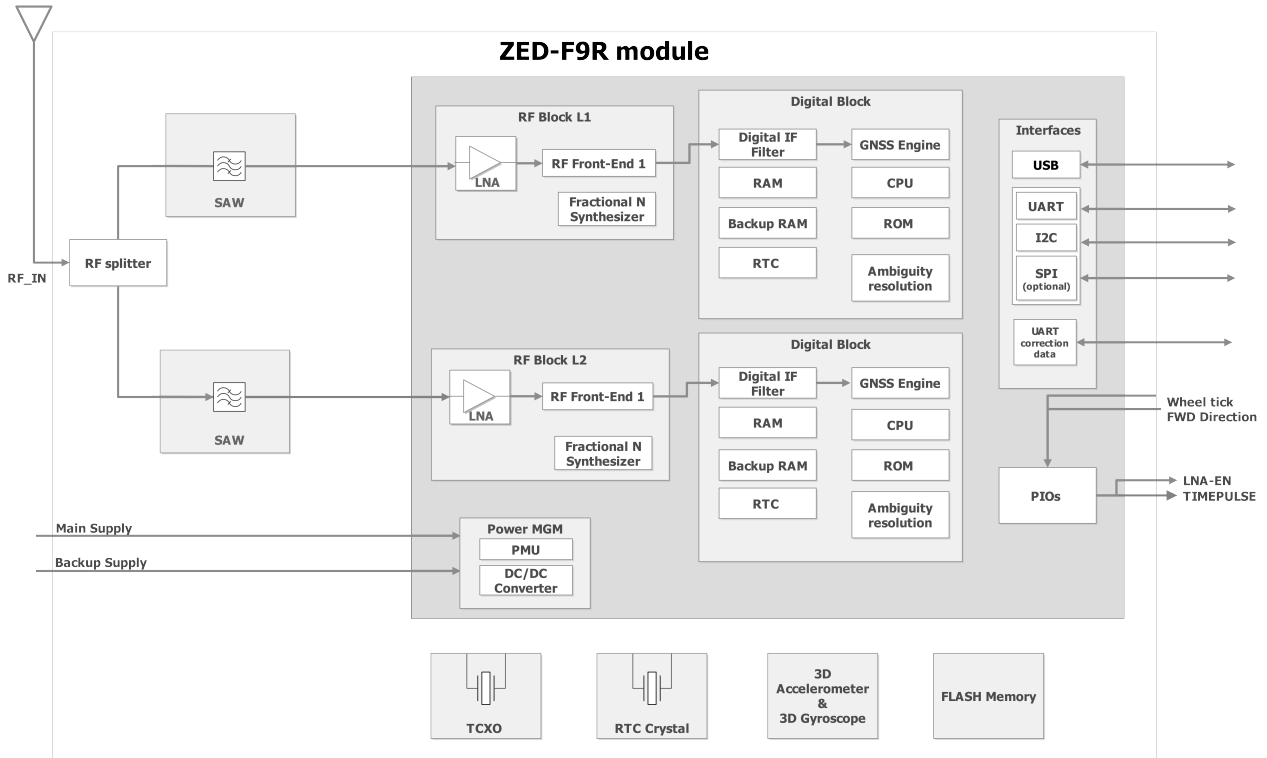 ZED-F9R module
RF_IN
RF splitter
SAW
SAW
RF Block L1
LNA
RF Front-End 1
Fractional N
Synthesizer
RF Block L2
LNA
RF Front-End 1
Fractional N
Synthesizer
Digital Block
Digital IF
Filter
GNSS Engine
RAM
CPU
Backup RAM
ROM
RTC
Ambiguity
resolution
Digital Block
Digital IF
Filter
GNSS Engine
RAM
CPU
Backup RAM
ROM
RTC
Ambiguity
resolution
Interfaces
USB
UART
I2C
SPI
(optional)
UART
correction
data
Wheel tick
FWD Direction
PIOs
LNA-EN
TIMEPULSE
Main Supply
Backup Supply
Power MGM
PMU
DC/DC
Converter
TCXO
RTC Crystal
3D
Accelerometer
&
3D Gyroscope
FLASH Memory